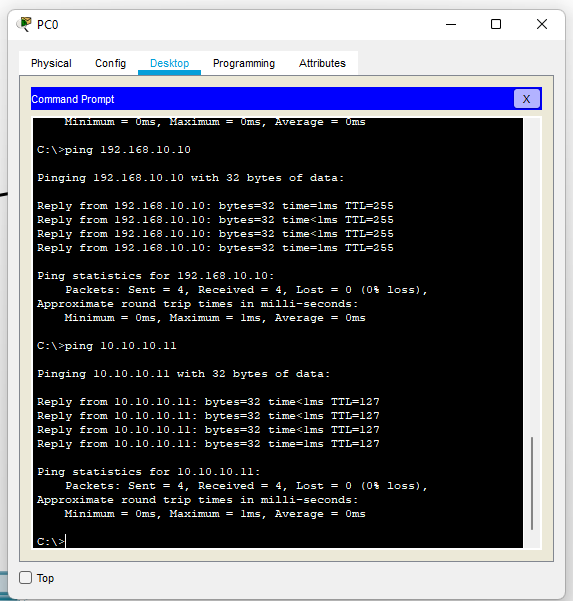 PC0
Physical Config Desktop Programming Attributes
Command Prompt X
Minimum = 0ms, Maximum = 0ms, Average = 0ms
C:\>ping 192.168.10.10
Pinging 192.168.10.10 with 32 bytes of data:
Reply from 192.168.10.10: bytes=32 time=1ms TTL=255
Reply from 192.168.10.10: bytes=32 time<1ms TTL=255
Reply from 192.168.10.10: bytes=32 time=1ms TTL=255
Reply from 192.168.10.10: bytes=32 time=1ms TTL=255
Ping statistics for 192.168.10.10:
Packets: Sent = 4, Received = 4, Lost = 0 (0% loss),
Approximate round trip times in milli-seconds:
Minimum = 0ms, Maximum = 1ms, Average = 0ms
C:\>ping 10.10.10.11
Pinging 10.10.10.11 with 32 bytes of data:
Reply from 10.10.10.11: bytes=32 time<1ms TTL=127
Reply from 10.10.10.11: bytes=32 time<1ms TTL=127
Reply from 10.10.10.11: bytes=32 time<1ms TTL=127
Reply from 10.10.10.11: bytes=32 time=1ms TTL=127
Ping statistics for 10.10.10.11:
Packets: Sent = 4, Received = 4, Lost = 0 (0% loss),
Approximate round trip times in milli-seconds:
Minimum = 0ms, Maximum = 1ms, Average = 0ms
C:\>
Top